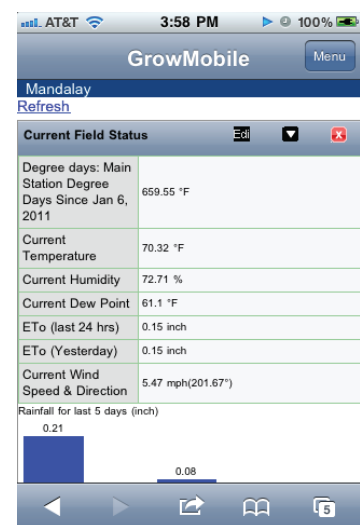 AT&T 3:58 PM 100%
GrowMobile Menu
Mandalay
Refresh
Current Field Status Edi
Degree days: Main
Station Degree
Days Since Jan 6,
2011
659.55 °F
Current
Temperature
70.32 °F
Current Humidity 72.71 %
Current Dew Point 61.1 °F
ETo (last 24 hrs) 0.15 inch
ETo (Yesterday) 0.15 inch
Current Wind
Speed & Direction
5.47 mph(201.67°)
Rainfall for last 5 days (inch)
0.21
0.08
5